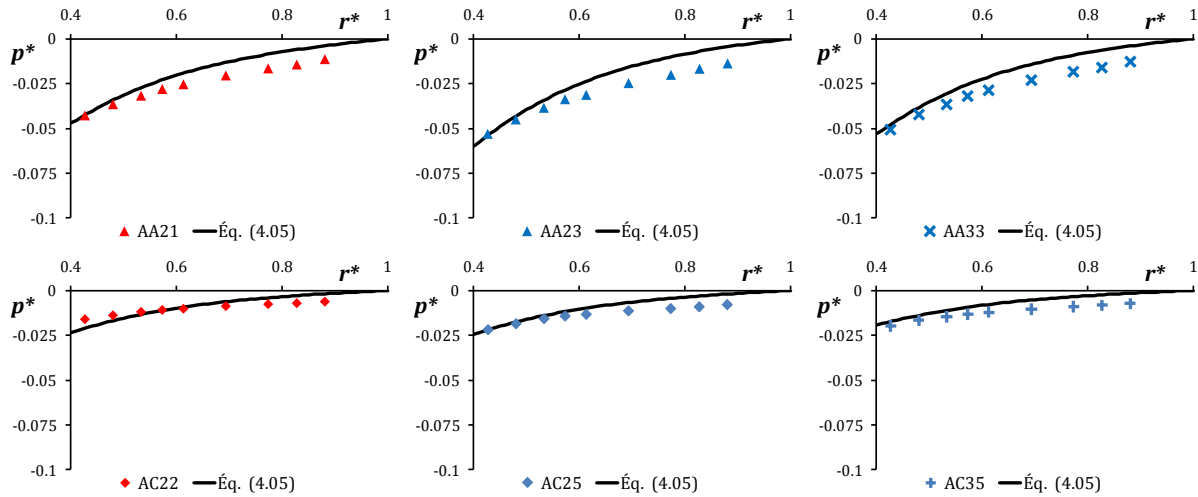 0.4 0.6 0.8 1
r*
p*
0
-0.025
-0.05
-0.075
-0.1
AA21 Éq. (4.05)
0.4 0.6 0.8 1
r*
p*
0
-0.025
-0.05
-0.075
-0.1
AA23 Éq. (4.05)
0.4 0.6 0.8 1
r*
p*
0
-0.025
-0.05
-0.075
-0.1
AA33 Éq. (4.05)
0.4 0.6 0.8 1
r*
p*
0
-0.025
-0.05
-0.075
-0.1
AC22 Éq. (4.05)
0.4 0.6 0.8 1
r*
p*
0
-0.025
-0.05
-0.075
-0.1
AC25 Éq. (4.05)
0.4 0.6 0.8 1
r*
p*
0
-0.025
-0.05
-0.075
-0.1
AC35 Éq. (4.05)